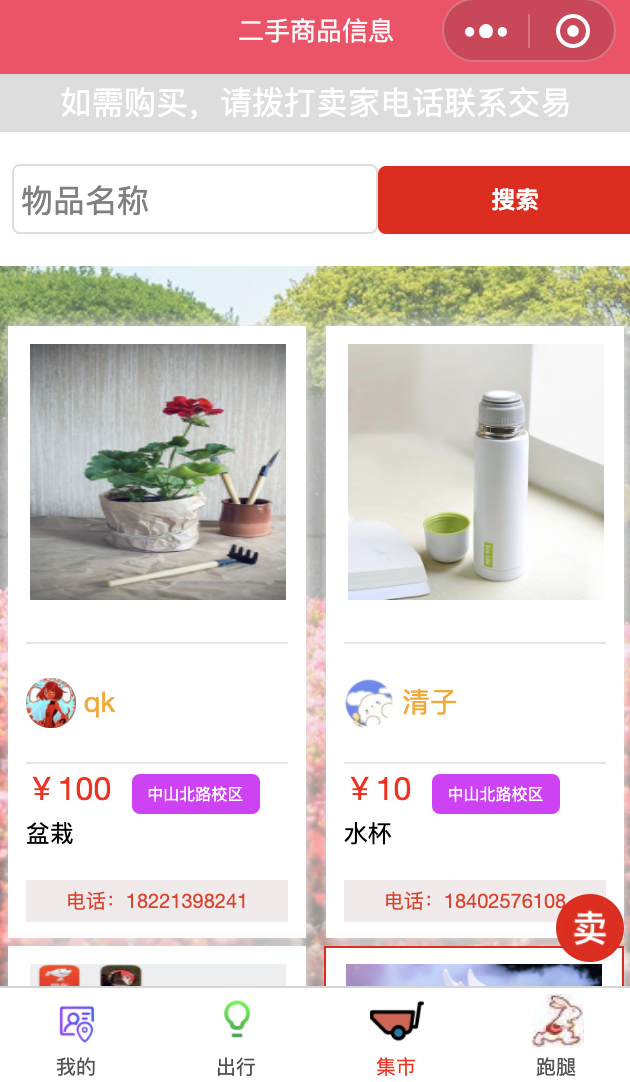 二手商品信息
如需购买，请拨打卖家电话联系交易
物品名称
搜索
qk
清子
￥100
中山北路校区
￥10
中山北路校区
盆栽
水杯
电话：18221398241
电话：18402576108
卖
我的
出行
集市
跑腿